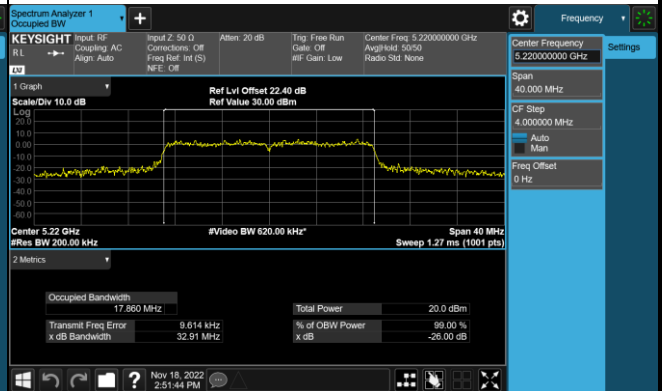 Spectrum Analyzer 1
Occupied BW
+
Frequency
KEYSIGHT
RL
LXI
Input: RF
Coupling: AC
Align: Auto
Input Z: 50 Ω
Corrections: Off
Freq Ref: Int (S)
NFE: Off
Atten: 20 dB
Trig: Free Run
Gate: Off
#IF Gain: Low
Center Freq: 5.220000000 GHz
Avg|Hold: 50/50
Radio Std: None
Center Frequency
5.220000000 GHz
Settings
Span
40.000 MHz
CF Step
4.000000 MHz
Auto
Man
Freq Offset
0 Hz
1 Graph
Scale/Div 10.0 dB
Ref Lvl Offset 22.40 dB
Ref Value 30.00 dBm
Log
20.0
10.0
0.00
-10.0
-20.0
-30.0
-40.0
-50.0
-60.0
Center 5.22 GHz
#Video BW 620.00 kHz*
Span 40 MHz
#Res BW 200.00 kHz
Sweep 1.27 ms (1001 pts)
2 Metrics
Occupied Bandwidth
17.860 MHz
Total Power 20.0 dBm
Transmit Freq Error 9.614 kHz
% of OBW Power 99.00 %
x dB Bandwidth 32.91 MHz
x dB -26.00 dB
?
Nov 18, 2022
2:51:44 PM